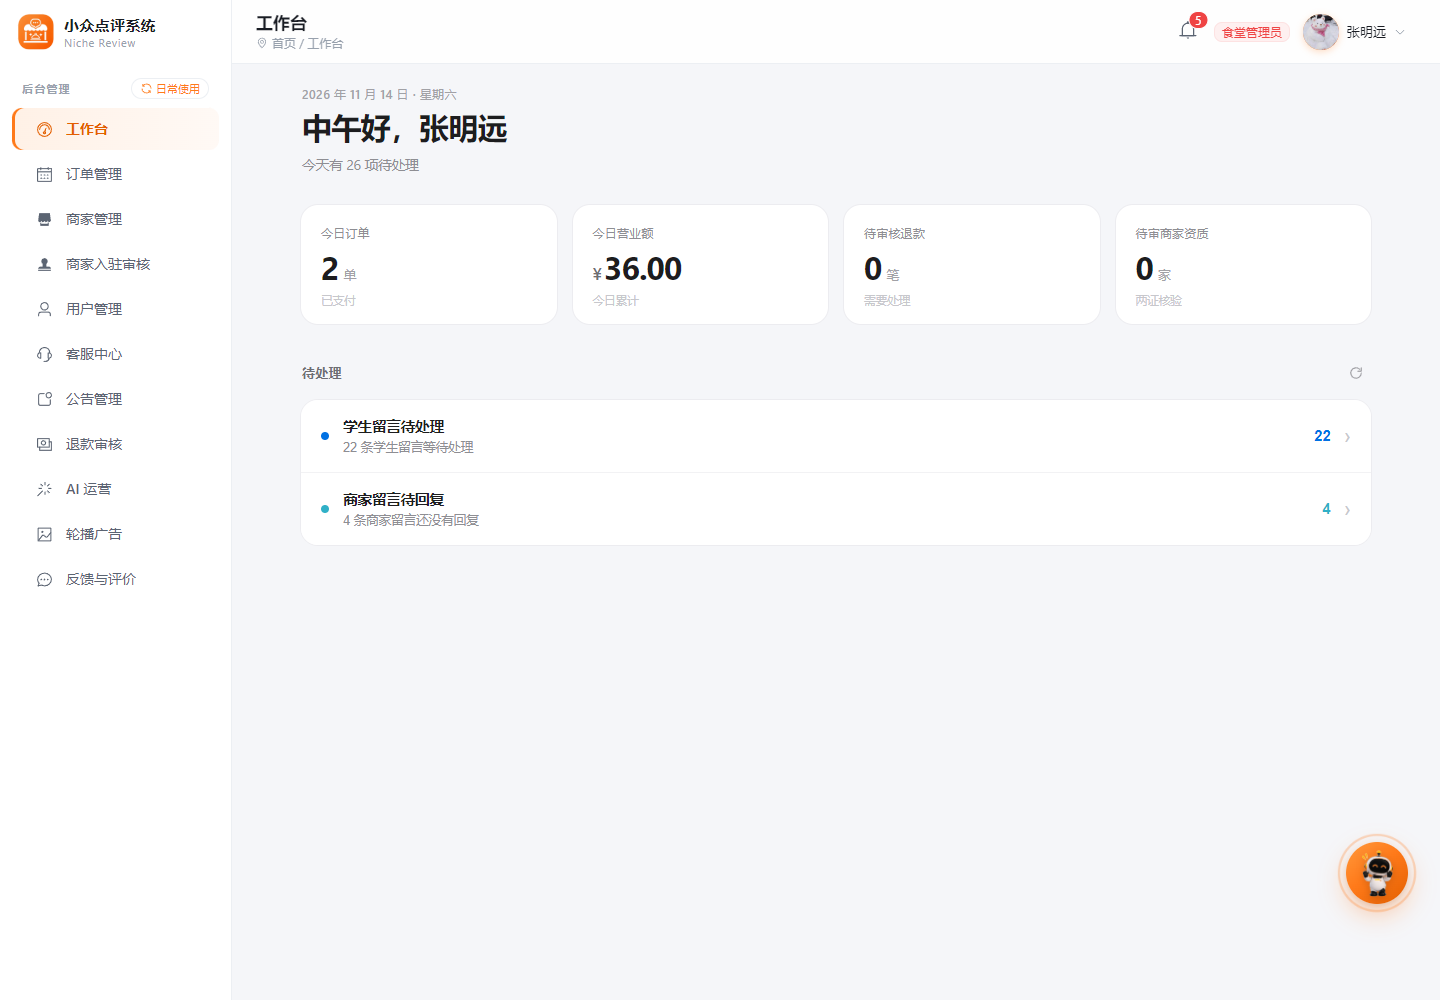 小众点评系统
Niche Review
后台管理
日常使用
工作台
订单管理
商家管理
商家入驻审核
用户管理
客服中心
公告管理
退款审核
AI 运营
轮播广告
反馈与评价
工作台
首页 / 工作台
5
食堂管理员
张明远
2026 年 11 月 14 日 · 星期六
中午好，张明远
今天有 26 项待处理
今日订单
2 单
已支付
今日营业额
¥36.00
今日累计
待审核退款
0 笔
需要处理
待审商家资质
0 家
两证核验
待处理
学生留言待处理
22 条学生留言等待处理
22
商家留言待回复
4 条商家留言还没有回复
4